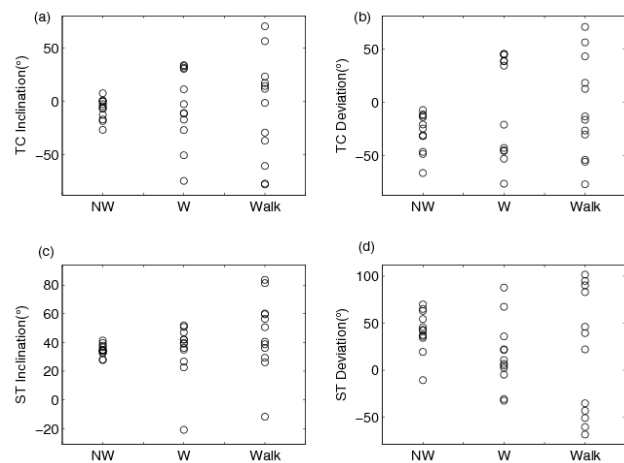 (a)
TC Inclination(°)
50
0
−50
NW W Walk
(b)
TC Deviation(°)
50
0
−50
NW W Walk
(c)
ST Inclination(°)
80
60
40
20
0
−20
NW W Walk
(d)
ST Deviation(°)
100
50
0
−50
NW W Walk